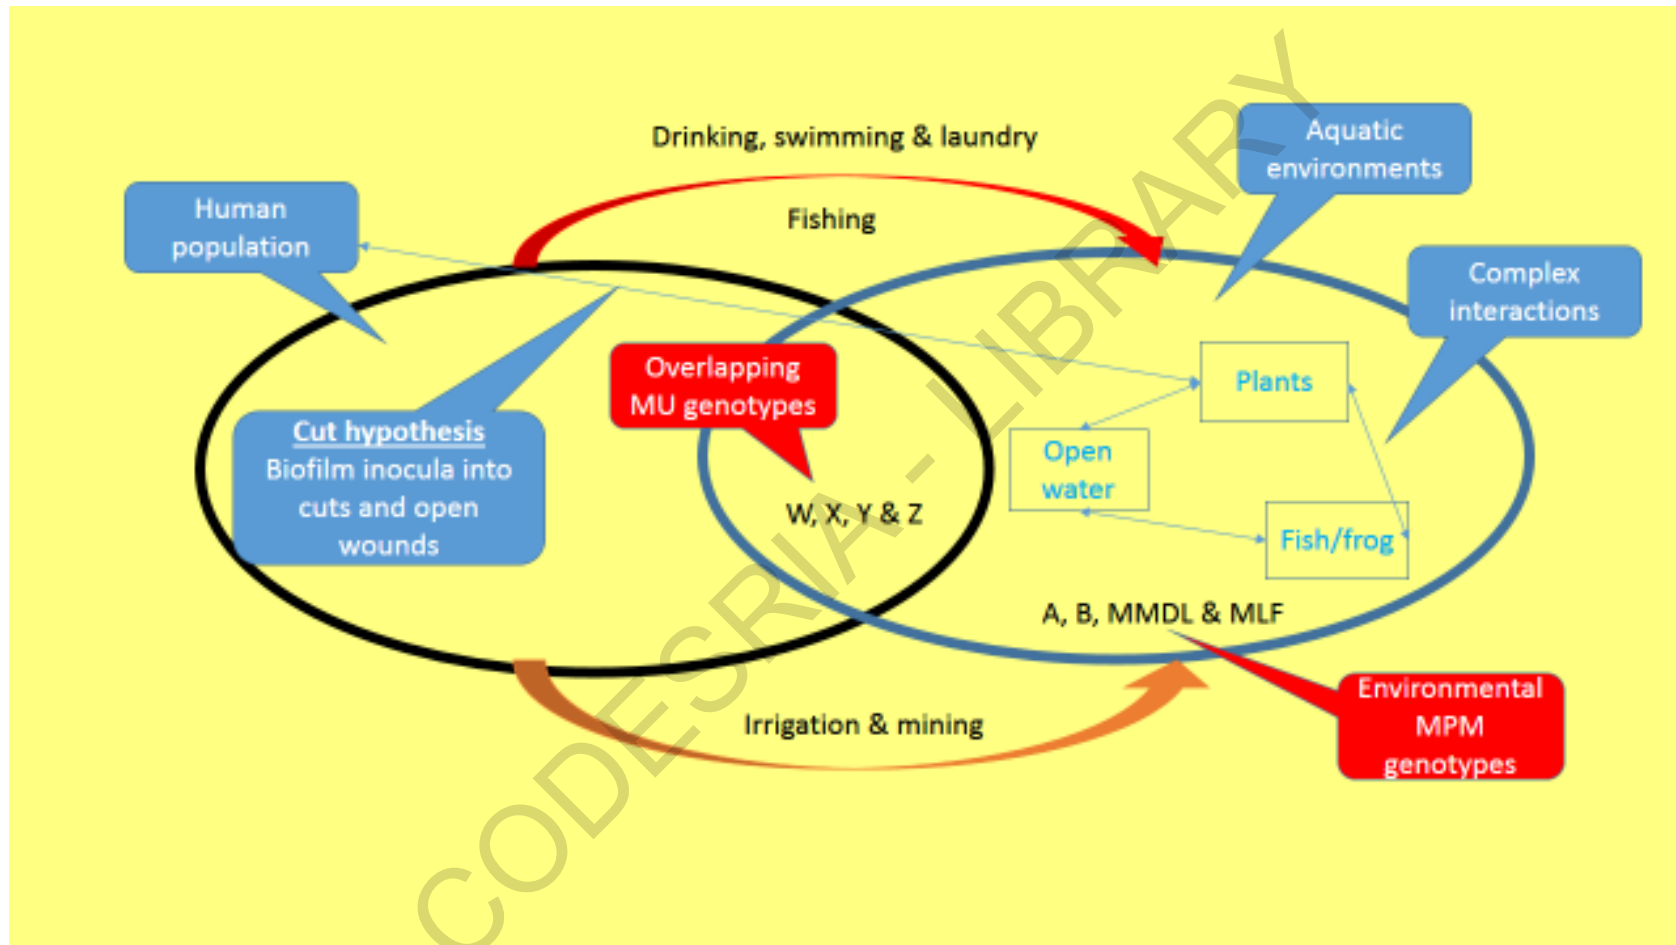 Drinking, swimming & laundry
Fishing
Aquatic
environments
Human
population
Complex
interactions
Overlapping
MU genotypes
Plants
Cut hypothesis
Biofilm inocula into
cuts and open
wounds
Open
water
W, X, Y & Z
Fish/frog
A, B, MMDL & MLF
Irrigation & mining
Environmental
MPM
genotypes
CODESRIA - LIBRARY